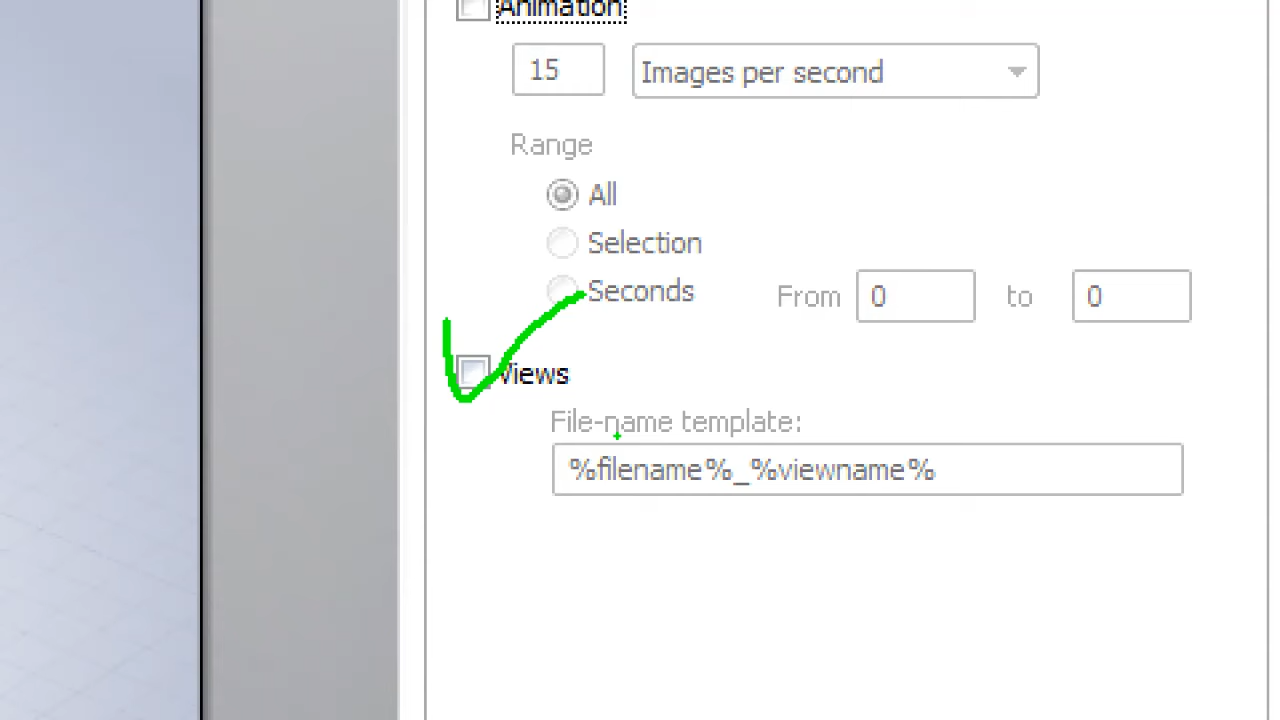 Animation
15 Images per second
Range
All
Selection
Seconds From 0 to 0
Views
File-name template:
%filename%_%viewname%